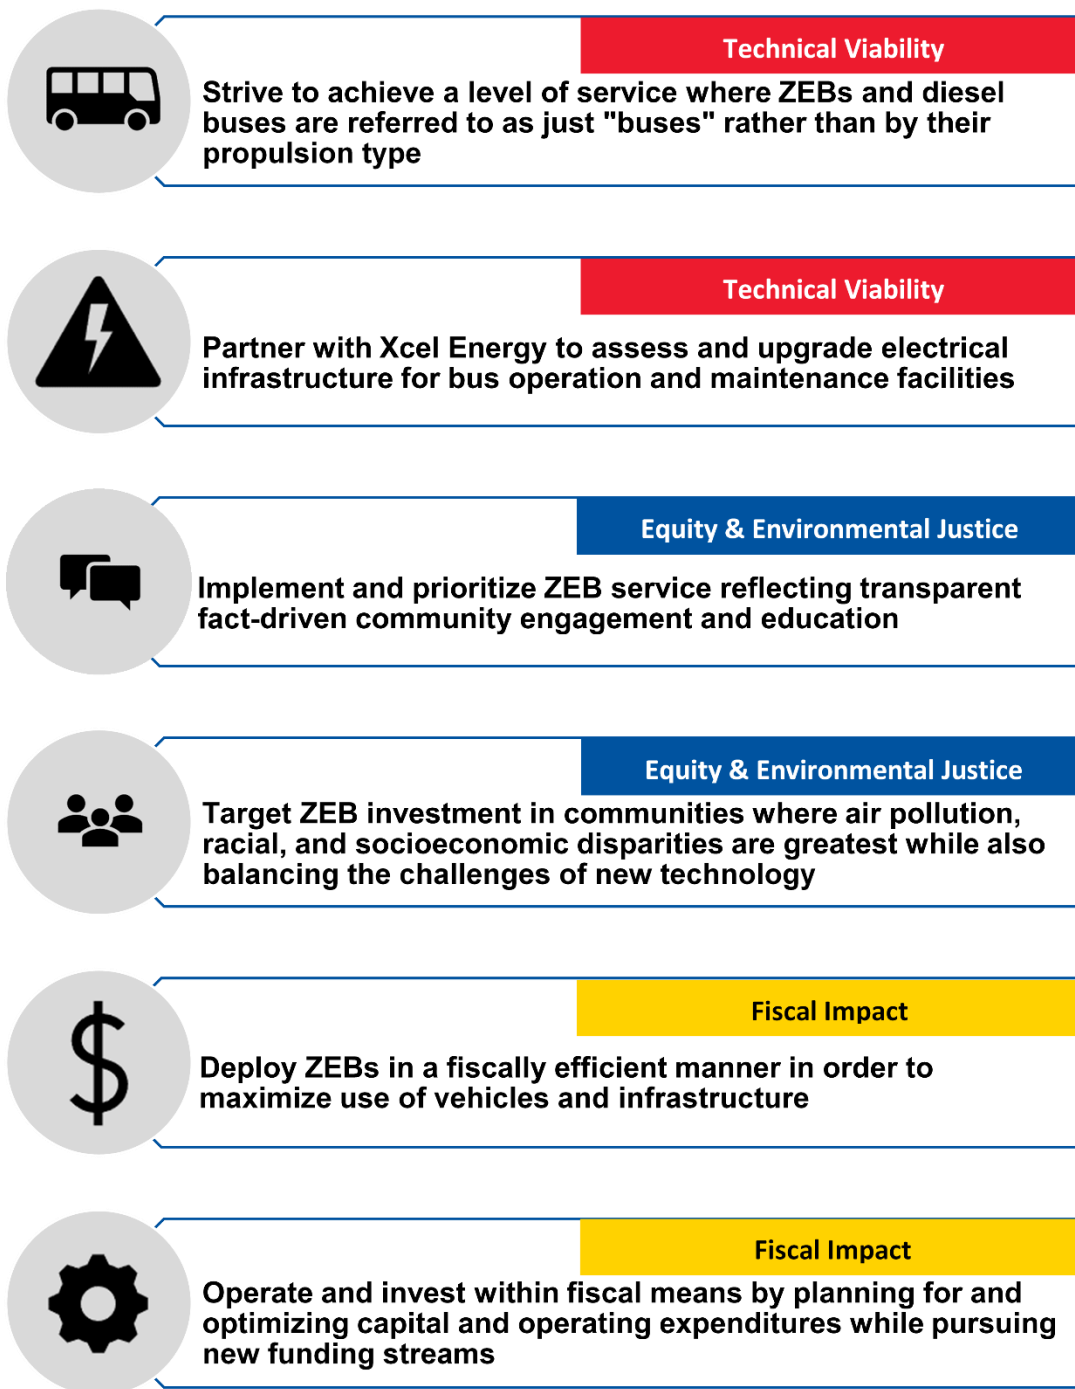 Technical Viability
Strive to achieve a level of service where ZEBs and diesel
buses are referred to as just "buses" rather than by their
propulsion type
Technical Viability
Partner with Xcel Energy to assess and upgrade electrical
infrastructure for bus operation and maintenance facilities
Equity & Environmental Justice
Implement and prioritize ZEB service reflecting transparent
fact-driven community engagement and education
Equity & Environmental Justice
Target ZEB investment in communities where air pollution,
racial, and socioeconomic disparities are greatest while also
balancing the challenges of new technology
Fiscal Impact
Deploy ZEBs in a fiscally efficient manner in order to
maximize use of vehicles and infrastructure
Fiscal Impact
Operate and invest within fiscal means by planning for and
optimizing capital and operating expenditures while pursuing
new funding streams